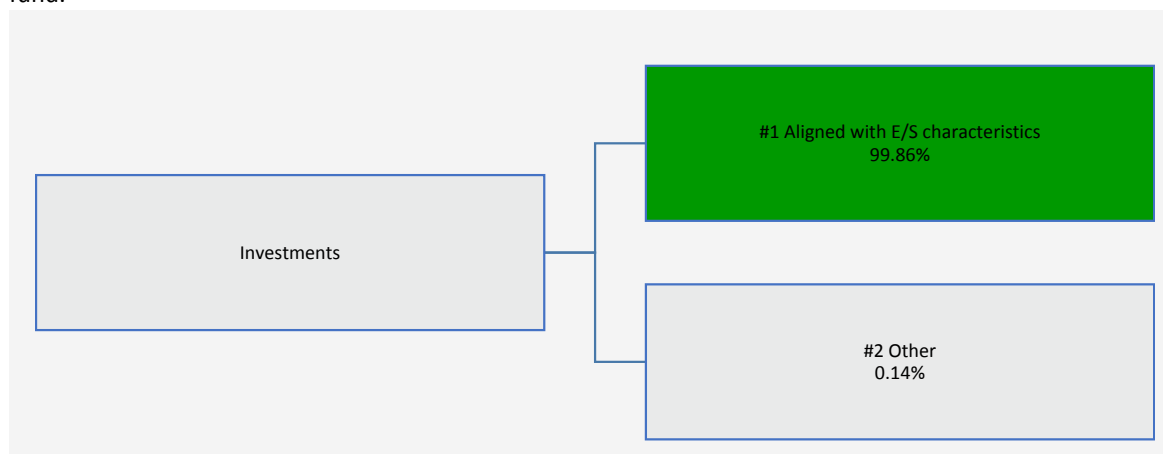 #1 Aligned with E/S characteristics
99.86%
Investments
#2 Other
0.14%